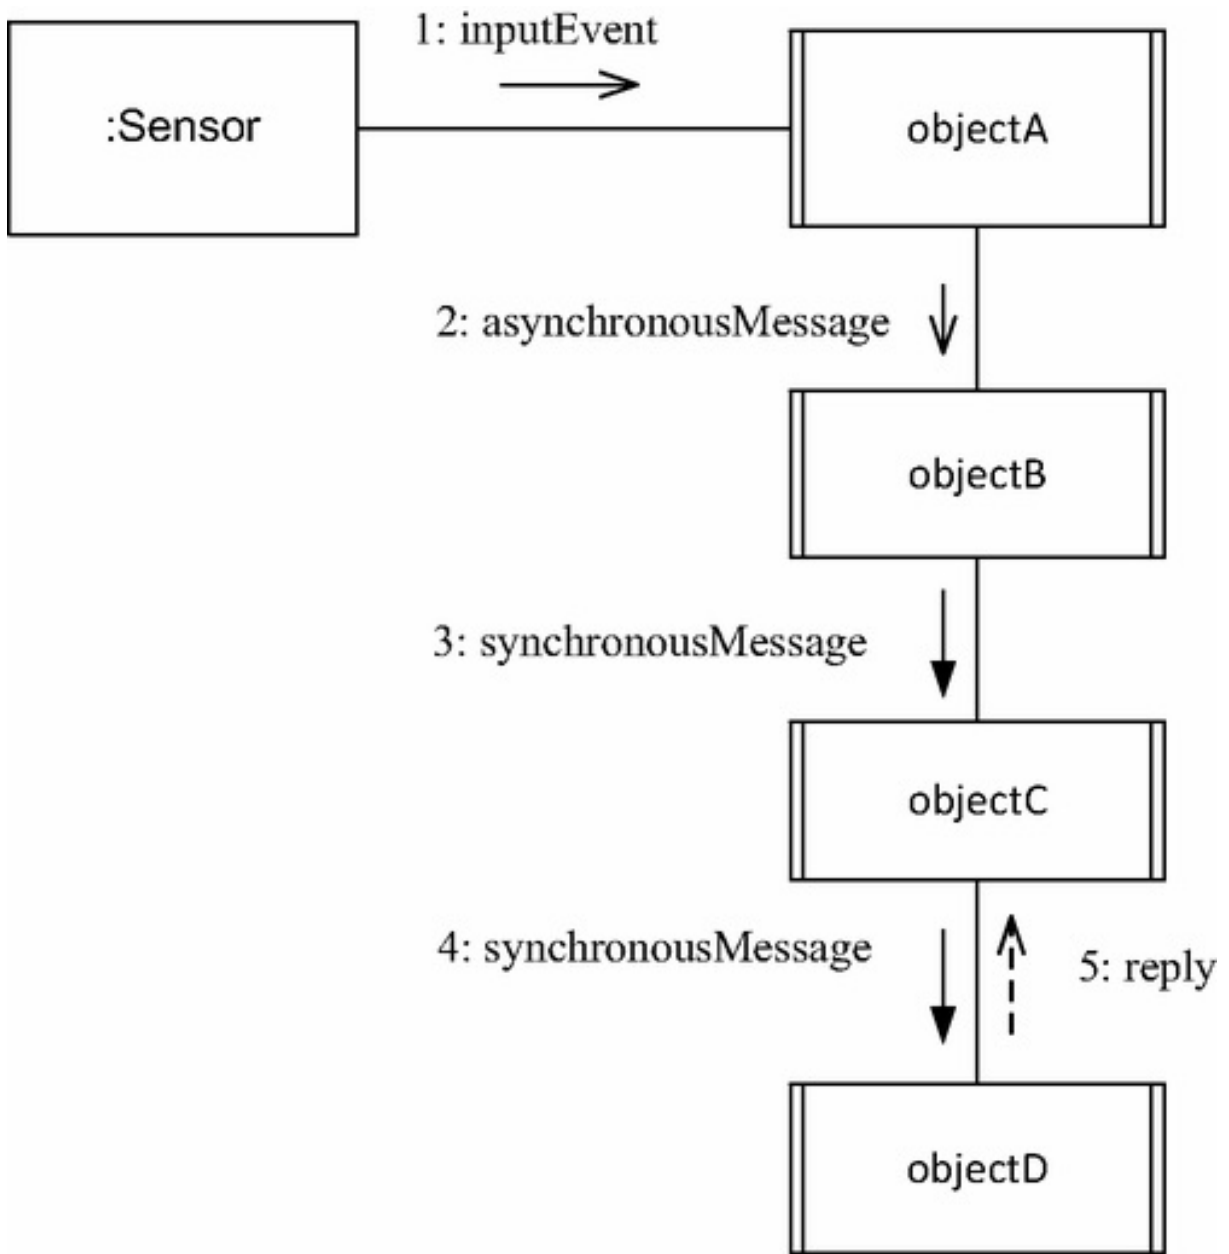 1: inputEvent
:Sensor
objectA
2: asynchronousMessage
objectB
3: synchronousMessage
objectC
4: synchronousMessage
5: reply
objectD